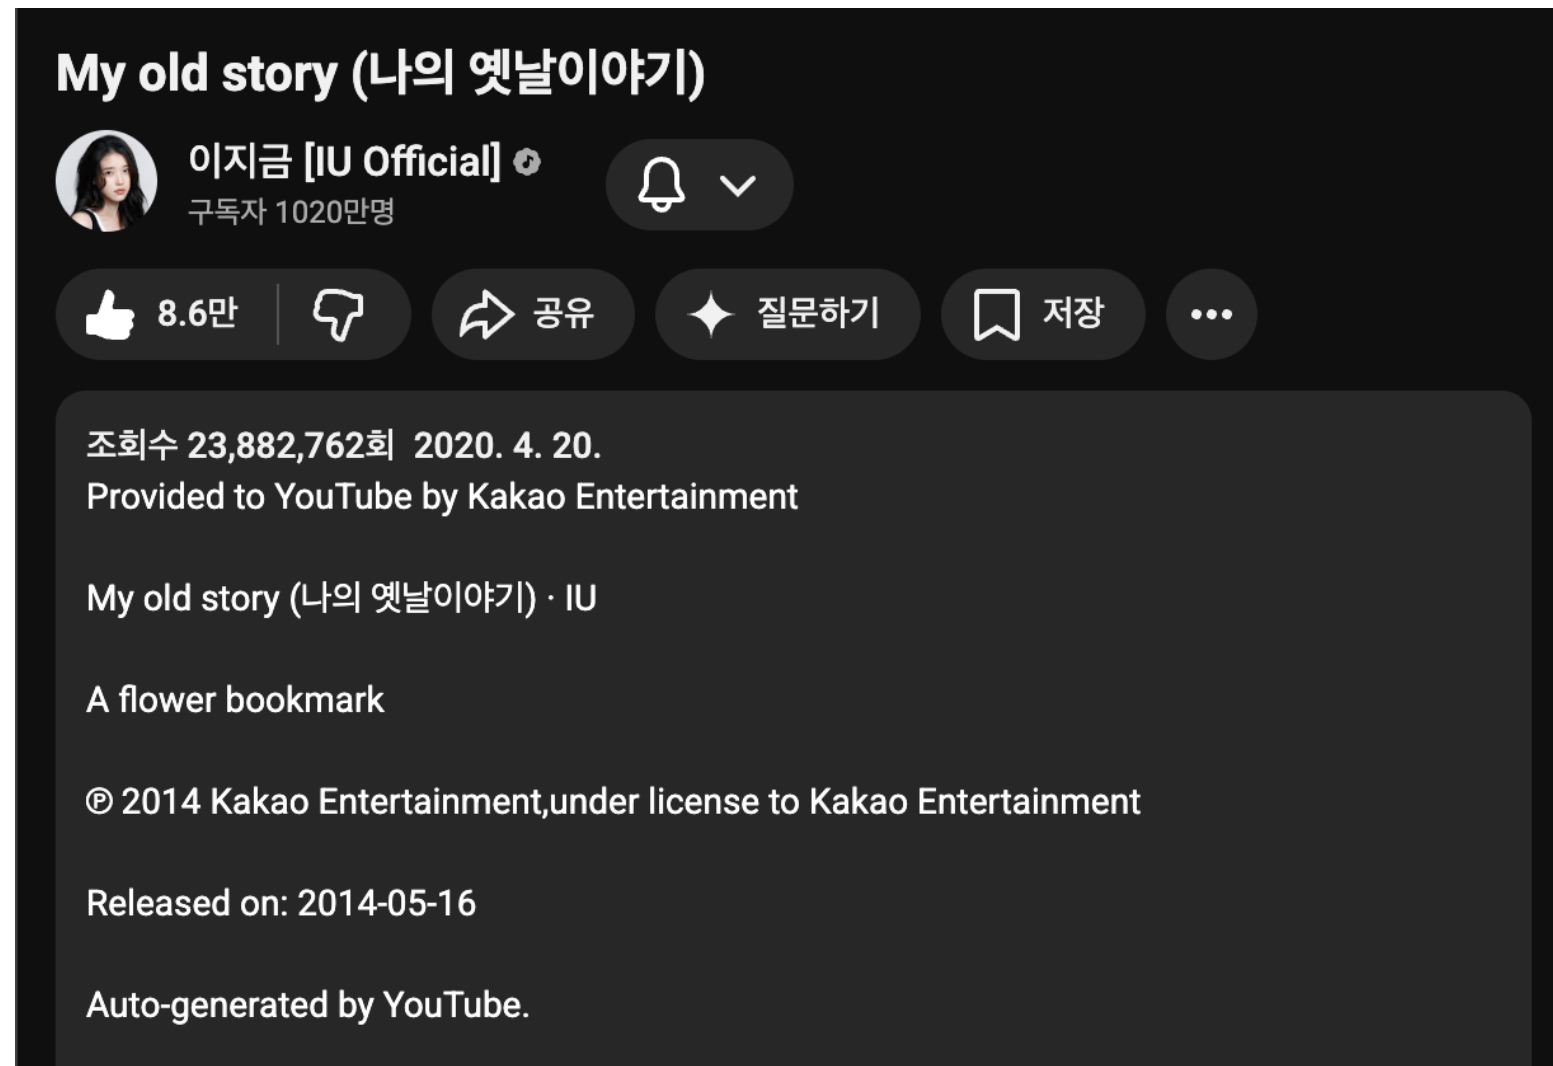 My old story (나의 옛날이야기)
이지금 [IU Official]
구독자 1020만명
8.6만
공유
질문하기
저장
조회수 23,882,762회  2020. 4. 20.
Provided to YouTube by Kakao Entertainment
My old story (나의 옛날이야기) · IU
A flower bookmark
℗ 2014 Kakao Entertainment,under license to Kakao Entertainment
Released on: 2014-05-16
Auto-generated by YouTube.